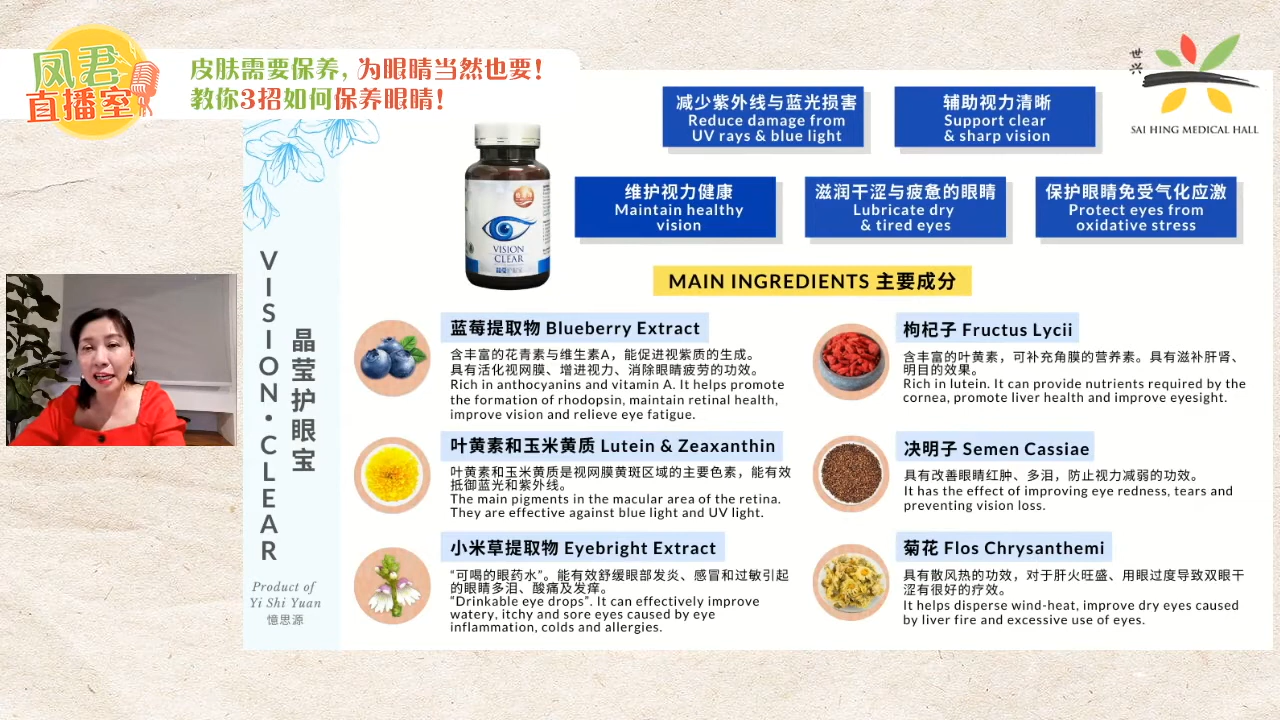 凤君
直播室
皮肤需要保养，为眼睛当然也要！
教你3招如何保养眼睛！
世兴
SAI HING MEDICAL HALL
减少紫外线与蓝光损害
Reduce damage from
UV rays & blue light
辅助视力清晰
Support clear
& sharp vision
维护视力健康
Maintain healthy
vision
滋润干涩与疲惫的眼睛
Lubricate dry
& tired eyes
保护眼睛免受气化应激
Protect eyes from
oxidative stress
VISION
CLEAR
MAIN INGREDIENTS 主要成分
VISION•CLEAR
晶莹护眼宝
Product of
Yi Shi Yuan
憶思源
蓝莓提取物 Blueberry Extract
含丰富的花青素与维生素A，能促进视紫质的生成。
具有活化视网膜、增进视力、消除眼睛疲劳的功效。
Rich in anthocyanins and vitamin A. It helps promote
the formation of rhodopsin, maintain retinal health,
improve vision and relieve eye fatigue.
叶黄素和玉米黄质 Lutein & Zeaxanthin
叶黄素和玉米黄质是视网膜黄斑区域的主要色素，能有效
抵御蓝光和紫外线。
The main pigments in the macular area of the retina.
They are effective against blue light and UV light.
小米草提取物 Eyebright Extract
“可喝的眼药水”。能有效舒缓眼部发炎、感冒和过敏引起
的眼睛多泪、酸痛及发痒。
“Drinkable eye drops”. It can effectively improve
watery, itchy and sore eyes caused by eye
inflammation, colds and allergies.
枸杞子 Fructus Lycii
含丰富的叶黄素，可补充角膜的营养素。具有滋补肝肾、
明目的效果。
Rich in lutein. It can provide nutrients required by the
cornea, promote liver health and improve eyesight.
决明子 Semen Cassiae
具有改善眼睛红肿、多泪，防止视力减弱的功效。
It has the effect of improving eye redness, tears and
preventing vision loss.
菊花 Flos Chrysanthemi
具有散风热的功效，对于肝火旺盛、用眼过度导致双眼干
涩有很好的疗效。
It helps disperse wind-heat, improve dry eyes caused
by liver fire and excessive use of eyes.